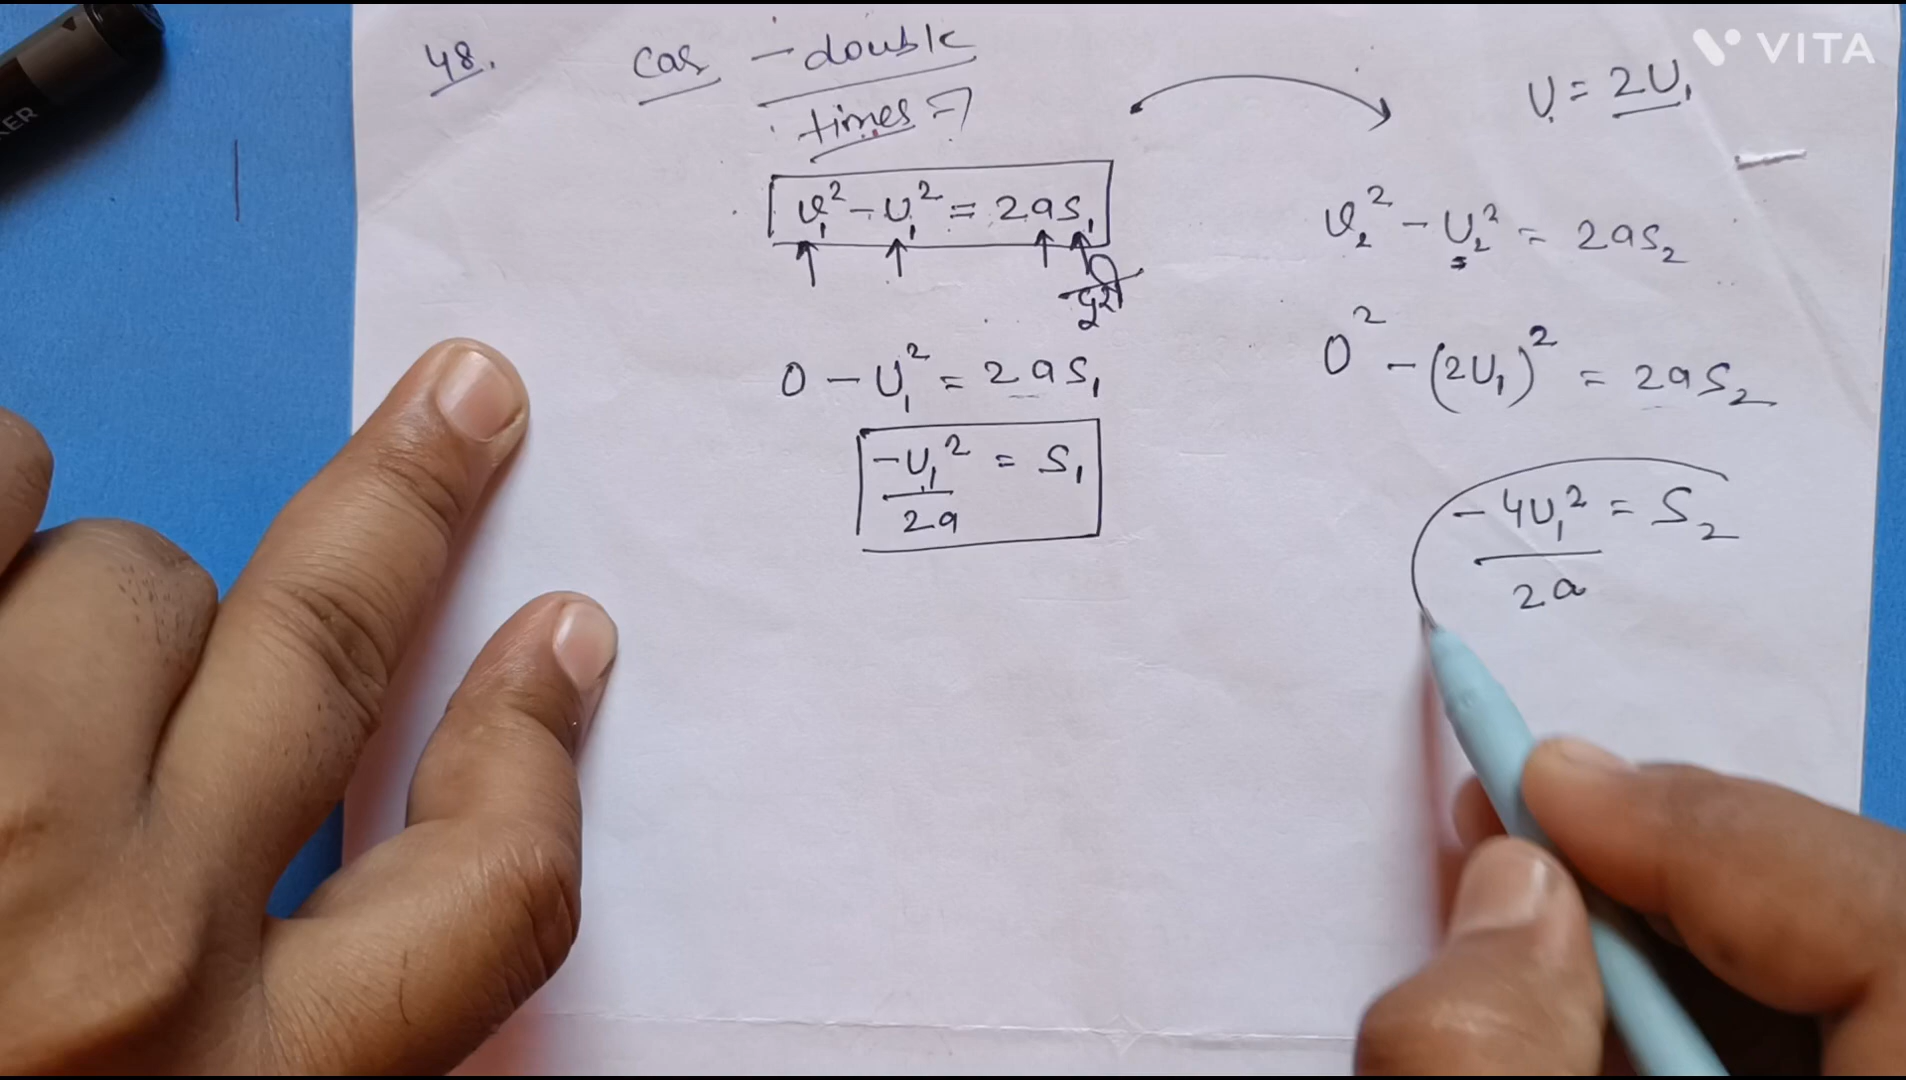 48.
car - double
times ⇒
v₁² - u₁² = 2as₁
दूरी
0 - u₁² = 2as₁
-u₁²/2a = s₁
u = 2u₁
v₂² - u₂² = 2as₂
0² - (2u₁)² = 2as₂
-4u₁²/2a = s₂
VITA
KER